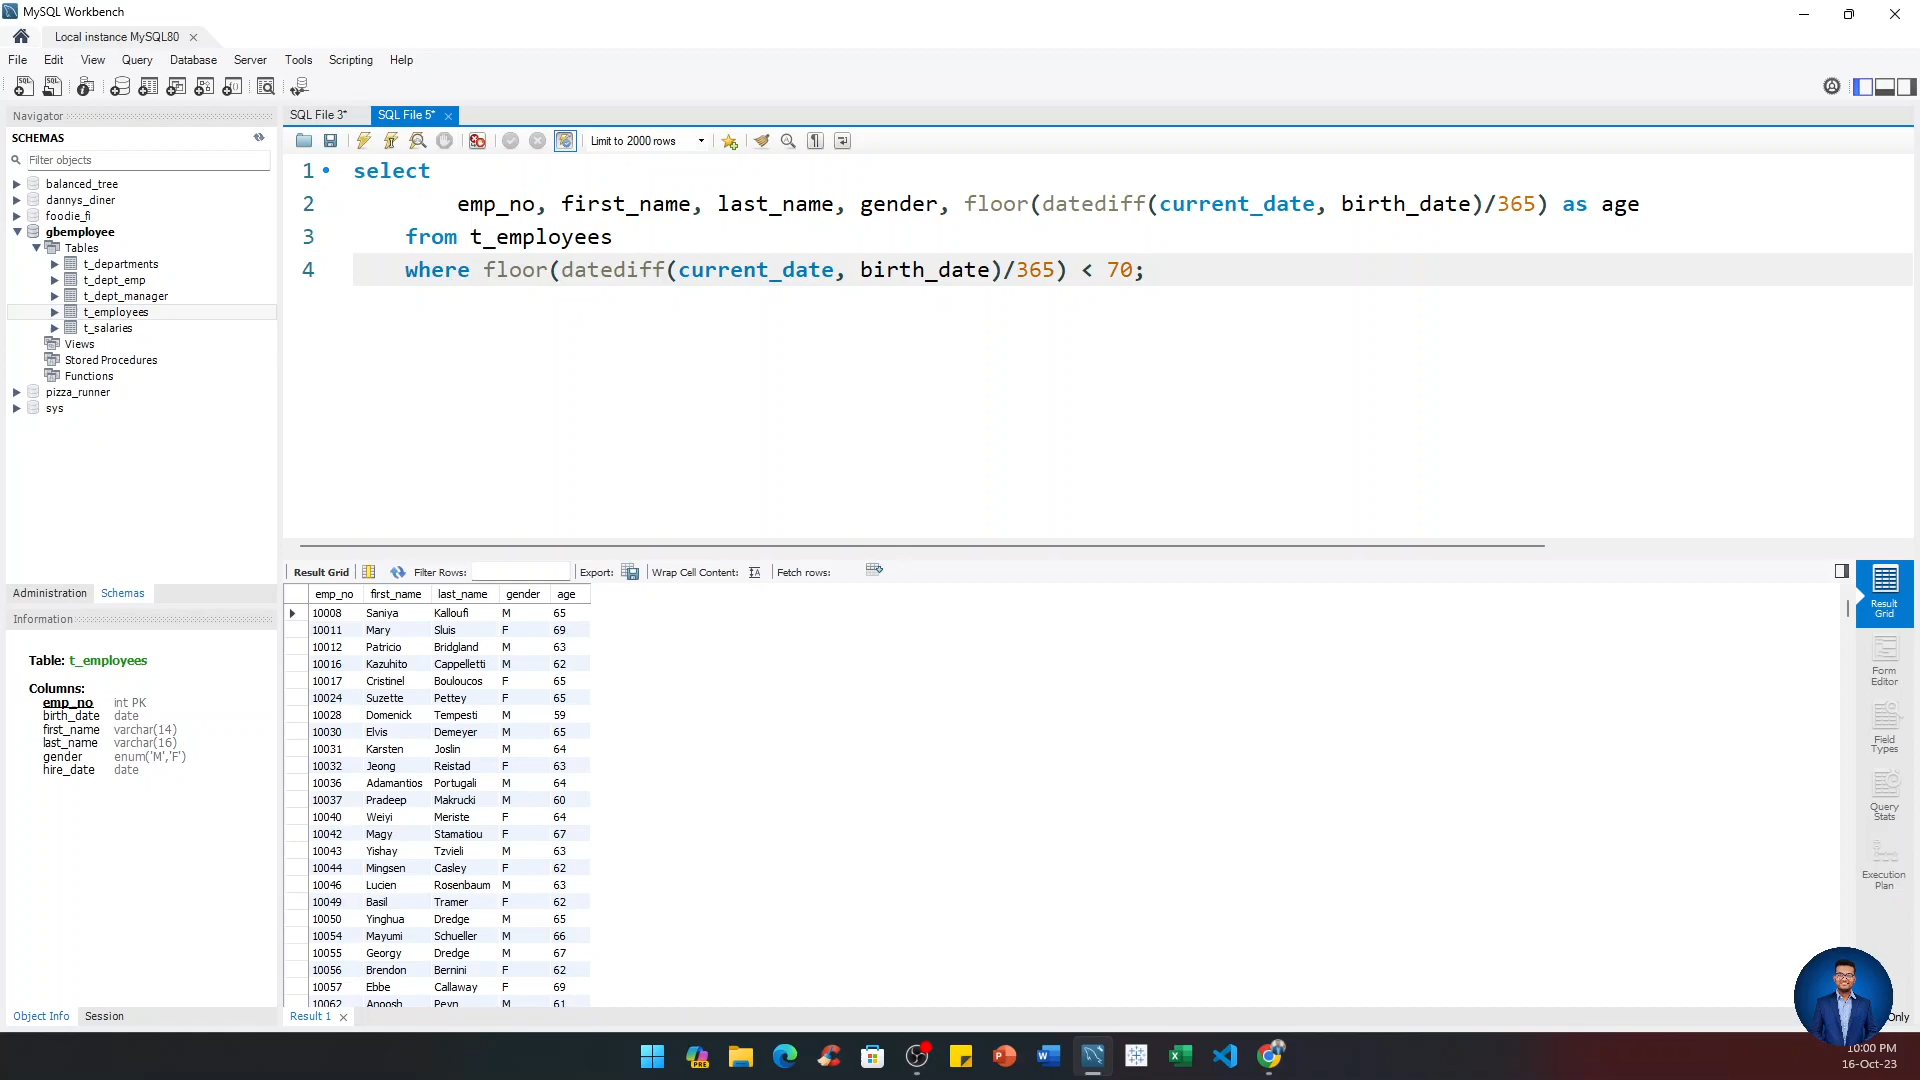 MySQL Workbench
Local instance MySQL80
File Edit View Query Database Server Tools Scripting Help
Navigator
SCHEMAS
Filter objects
balanced_tree
dannys_diner
foodie_fi
gbemployee
Tables
t_departments
t_dept_emp
t_dept_manager
t_employees
t_salaries
Views
Stored Procedures
Functions
pizza_runner
sys
Administration Schemas
Information
Table: t_employees
Columns:
emp_no int PK
birth_date date
first_name varchar(14)
last_name varchar(16)
gender enum('M','F')
hire_date date
Object Info Session
SQL File 3* SQL File 5*
Limit to 2000 rows
1 select
2 emp_no, first_name, last_name, gender, floor(datediff(current_date, birth_date)/365) as age
3 from t_employees
4 where floor(datediff(current_date, birth_date)/365) < 70;
Result Grid Filter Rows: Export: Wrap Cell Content: Fetch rows:
emp_no first_name last_name gender age
10008 Saniya Kalloufi M 65
10011 Mary Sluis F 69
10012 Patricio Bridgland M 63
10016 Kazuhito Cappelletti M 62
10017 Cristinel Bouloucos F 65
10024 Suzette Pettey F 65
10028 Domenick Tempesti M 59
10030 Elvis Demeyer M 65
10031 Karsten Joslin M 64
10032 Jeong Reistad F 63
10036 Adamantios Portugali M 64
10037 Pradeep Makrucki M 60
10040 Weiyi Meriste F 64
10042 Magy Stamatiou F 67
10043 Yishay Tzvieli M 63
10044 Mingsen Casley F 62
10046 Lucien Rosenbaum M 63
10049 Basil Tramer F 62
10050 Yinghua Dredge M 65
10054 Mayumi Schueller M 66
10055 Georgy Dredge M 67
10056 Brendon Bernini F 62
10057 Ebbe Callaway F 69
10062 Anoosh Peyn M 61
Result 1
Result
Grid
Form
Editor
Field
Types
Query
Stats
Execution
Plan
Only
10:00 PM
16-Oct-23